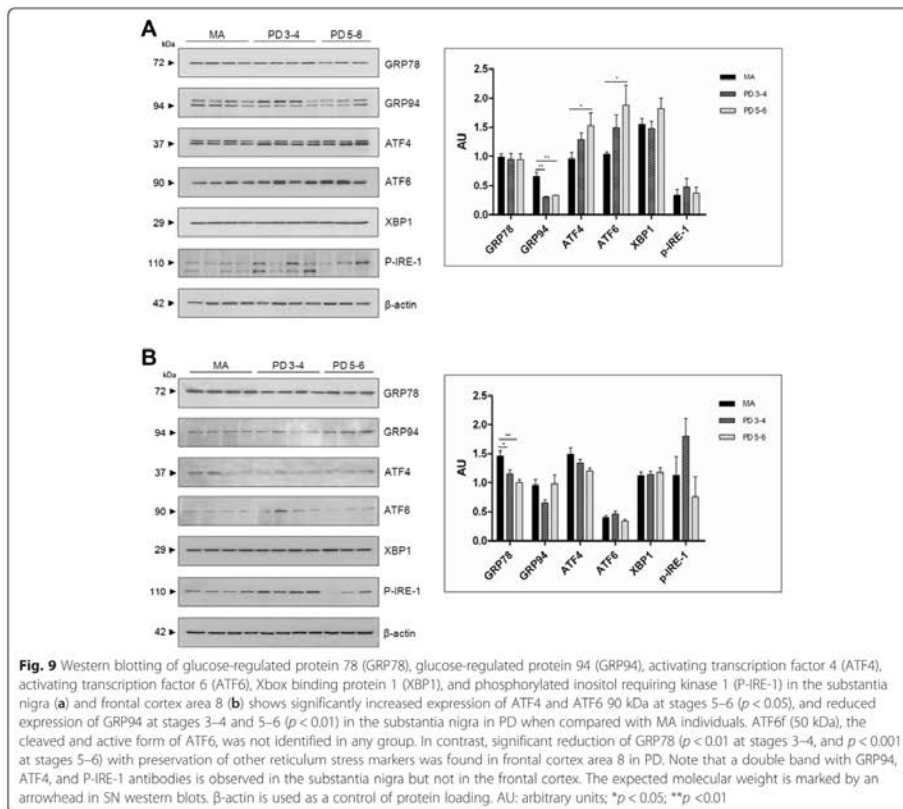 A
kDa
MA PD 3-4 PD 5-6
72 GRP78
94 GRP94
37 ATF4
90 ATF6
29 XBP1
110 P-IRE-1
42 β-actin
AU
2.5
2.0
1.5
1.0
0.5
0.0
** ** * *
MA
PD 3-4
PD 5-6
GRP78 GRP94 ATF4 ATF6 XBP1 p-IRE-1
B
kDa
MA PD 3-4 PD 5-6
72 GRP78
94 GRP94
37 ATF4
90 ATF6
29 XBP1
110 P-IRE-1
42 β-actin
AU
2.5
2.0
1.5
1.0
0.5
0.0
** *
MA
PD 3-4
PD 5-6
GRP78 GRP94 ATF4 ATF6 XBP1 p-IRE-1
Fig. 9 Western blotting of glucose-regulated protein 78 (GRP78), glucose-regulated protein 94 (GRP94), activating transcription factor 4 (ATF4),
activating transcription factor 6 (ATF6), Xbox binding protein 1 (XBP1), and phosphorylated inositol requiring kinase 1 (P-IRE-1) in the substantia
nigra (a) and frontal cortex area 8 (b) shows significantly increased expression of ATF4 and ATF6 90 kDa at stages 5–6 (p < 0.05), and reduced
expression of GRP94 at stages 3–4 and 5–6 (p < 0.01) in the substantia nigra in PD when compared with MA individuals. ATF6f (50 kDa), the
cleaved and active form of ATF6, was not identified in any group. In contrast, significant reduction of GRP78 (p < 0.01 at stages 3–4, and p < 0.001
at stages 5–6) with preservation of other reticulum stress markers was found in frontal cortex area 8 in PD. Note that a double band with GRP94,
ATF4, and P-IRE-1 antibodies is observed in the substantia nigra but not in the frontal cortex. The expected molecular weight is marked by an
arrowhead in SN western blots. β-actin is used as a control of protein loading. AU: arbitrary units; *p < 0.05; **p <0.01